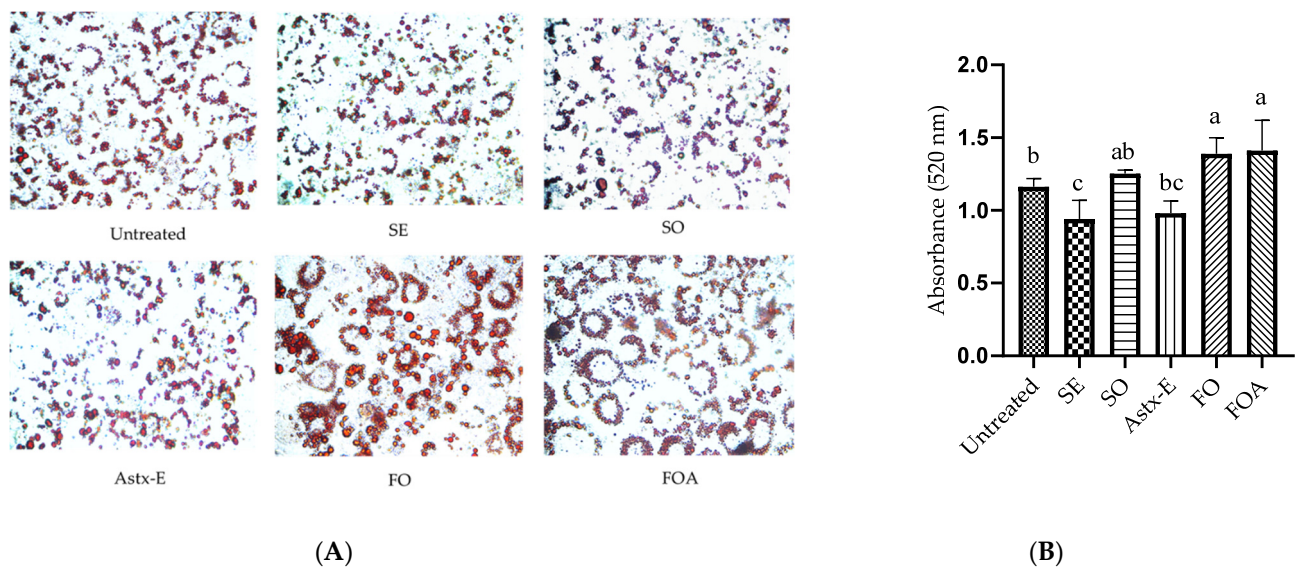 Untreated
SE
SO
Astx-E
FO
FOA
(A)
Absorbance (520 nm)
2.0
1.5
1.0
0.5
0.0
b
c
ab
bc
a
a
Untreated
SE
SO
Astx-E
FO
FOA
(B)